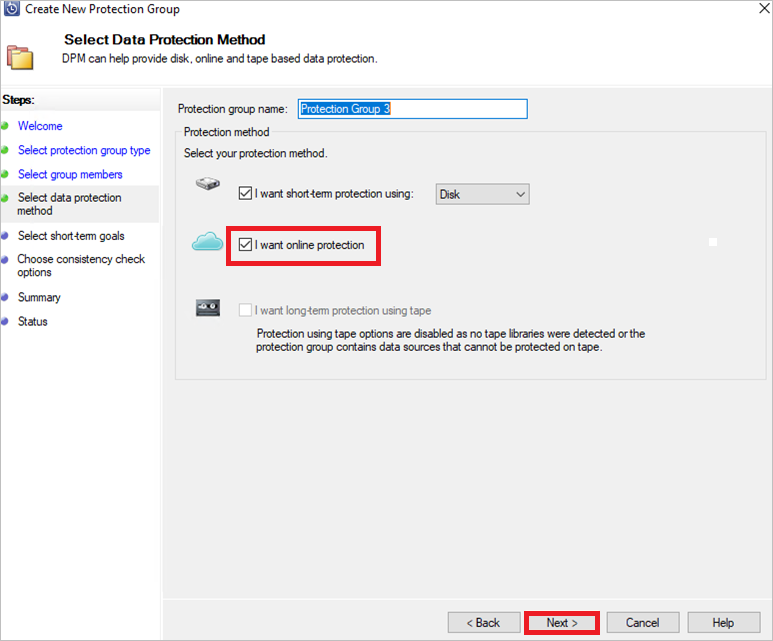 Create New Protection Group
Select Data Protection Method
DPM can help provide disk, online and tape based data protection.
Steps:
Welcome
Select protection group type
Select group members
Select data protection
method
Select short-term goals
Choose consistency check
options
Summary
Status
Protection group name: Protection Group 3
Protection method
Select your protection method.
I want short-term protection using: Disk
I want online protection
I want long-term protection using tape
Protection using tape options are disabled as no tape libraries were detected or the
protection group contains data sources that cannot be protected on tape.
< Back Next > Cancel Help